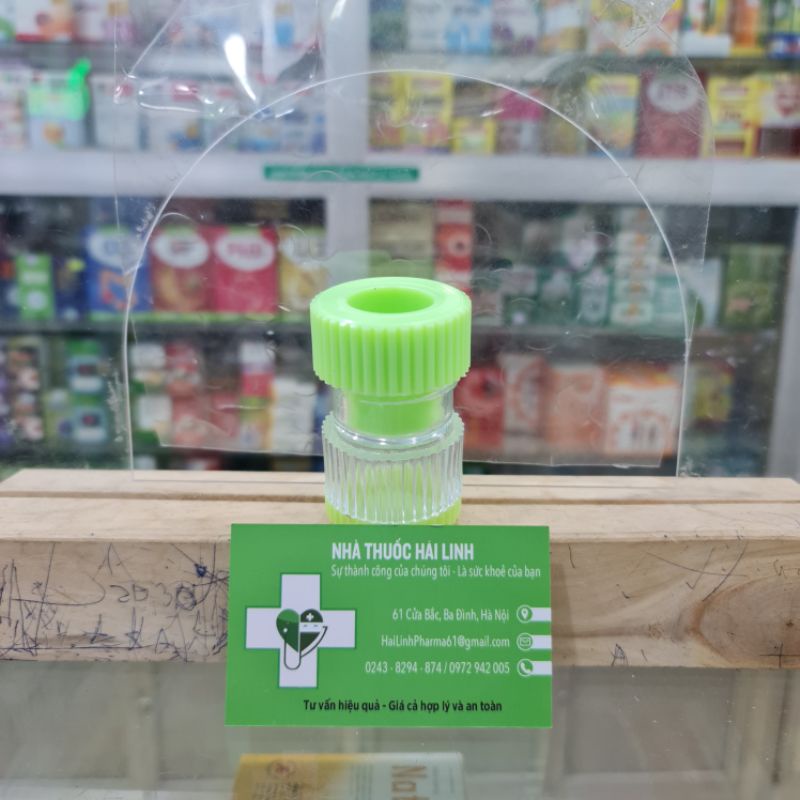 NHÀ THUỐC HẢI LINH
Sự thành công của chúng tôi - Là sức khoẻ của bạn
61 Cửa Bắc, Ba Đình, Hà Nội
HaiLinhPharma61@gmail.com
0243 - 8294 - 874 / 0972 942 005
Tư vấn hiệu quả - Giá cả hợp lý và an toàn